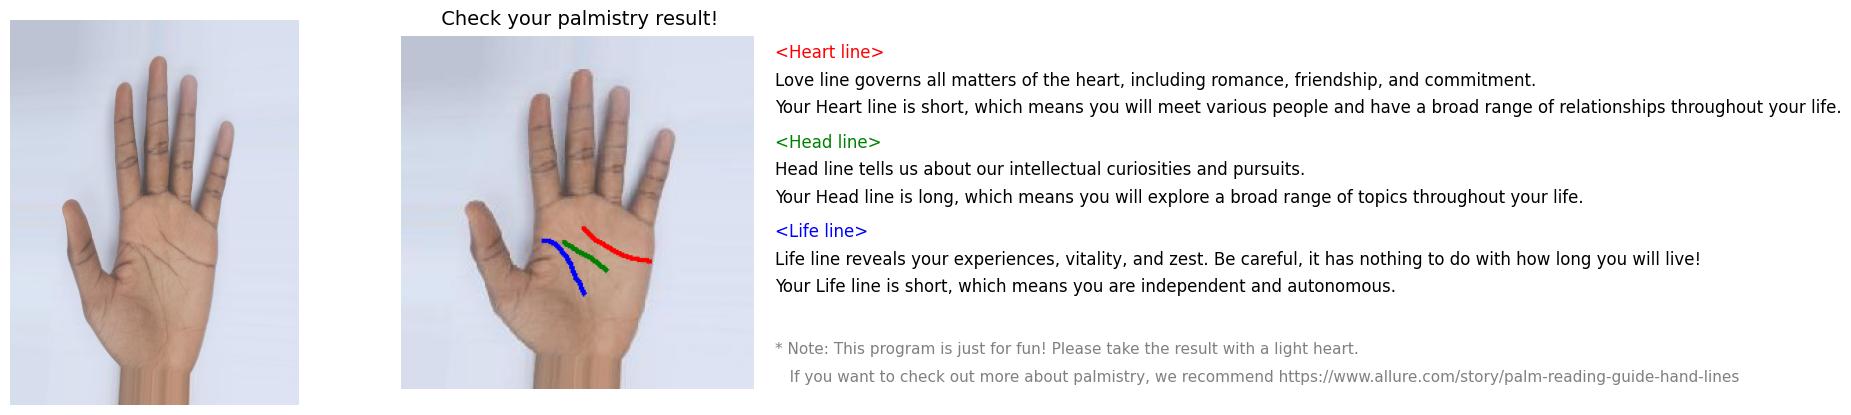 Check your palmistry result!
<Heart line>
Love line governs all matters of the heart, including romance, friendship, and commitment.
Your Heart line is short, which means you will meet various people and have a broad range of relationships throughout your life.
<Head line>
Head line tells us about our intellectual curiosities and pursuits.
Your Head line is long, which means you will explore a broad range of topics throughout your life.
<Life line>
Life line reveals your experiences, vitality, and zest. Be careful, it has nothing to do with how long you will live!
Your Life line is short, which means you are independent and autonomous.
* Note: This program is just for fun! Please take the result with a light heart.
If you want to check out more about palmistry, we recommend https://www.allure.com/story/palm-reading-guide-hand-lines